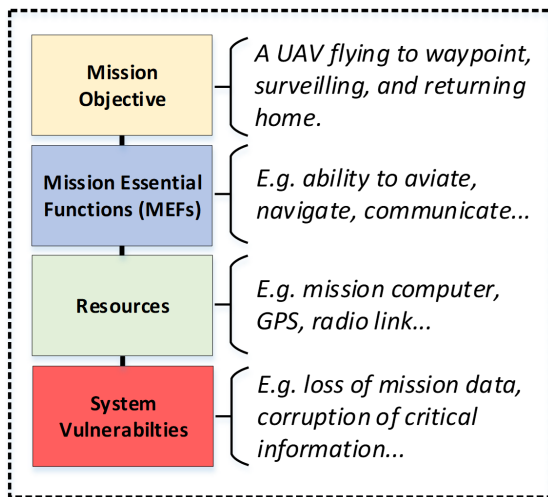 Mission
Objective
A UAV flying to waypoint,
surveilling, and returning
home.
Mission Essential
Functions (MEFs)
E.g. ability to aviate,
navigate, communicate...
Resources
E.g. mission computer,
GPS, radio link...
System
Vulnerabilties
E.g. loss of mission data,
corruption of critical
information...